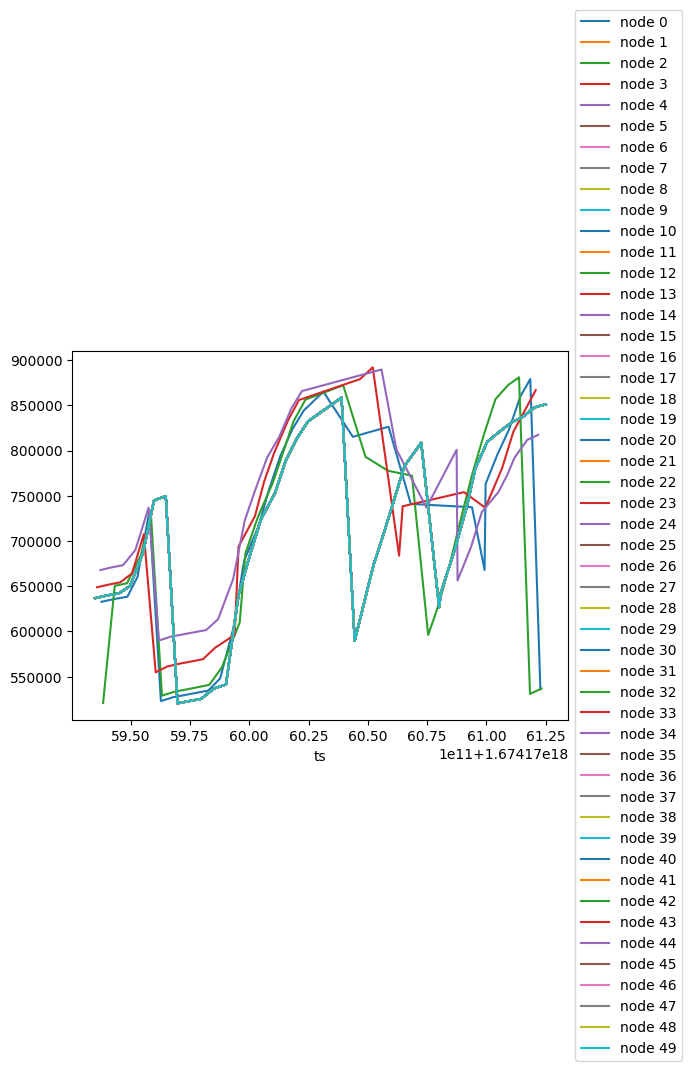 900000
850000
800000
750000
700000
650000
600000
550000
59.50 59.75 60.00 60.25 60.50 60.75 61.00 61.25
ts
1e11+1.67417e18
node 0
node 1
node 2
node 3
node 4
node 5
node 6
node 7
node 8
node 9
node 10
node 11
node 12
node 13
node 14
node 15
node 16
node 17
node 18
node 19
node 20
node 21
node 22
node 23
node 24
node 25
node 26
node 27
node 28
node 29
node 30
node 31
node 32
node 33
node 34
node 35
node 36
node 37
node 38
node 39
node 40
node 41
node 42
node 43
node 44
node 45
node 46
node 47
node 48
node 49